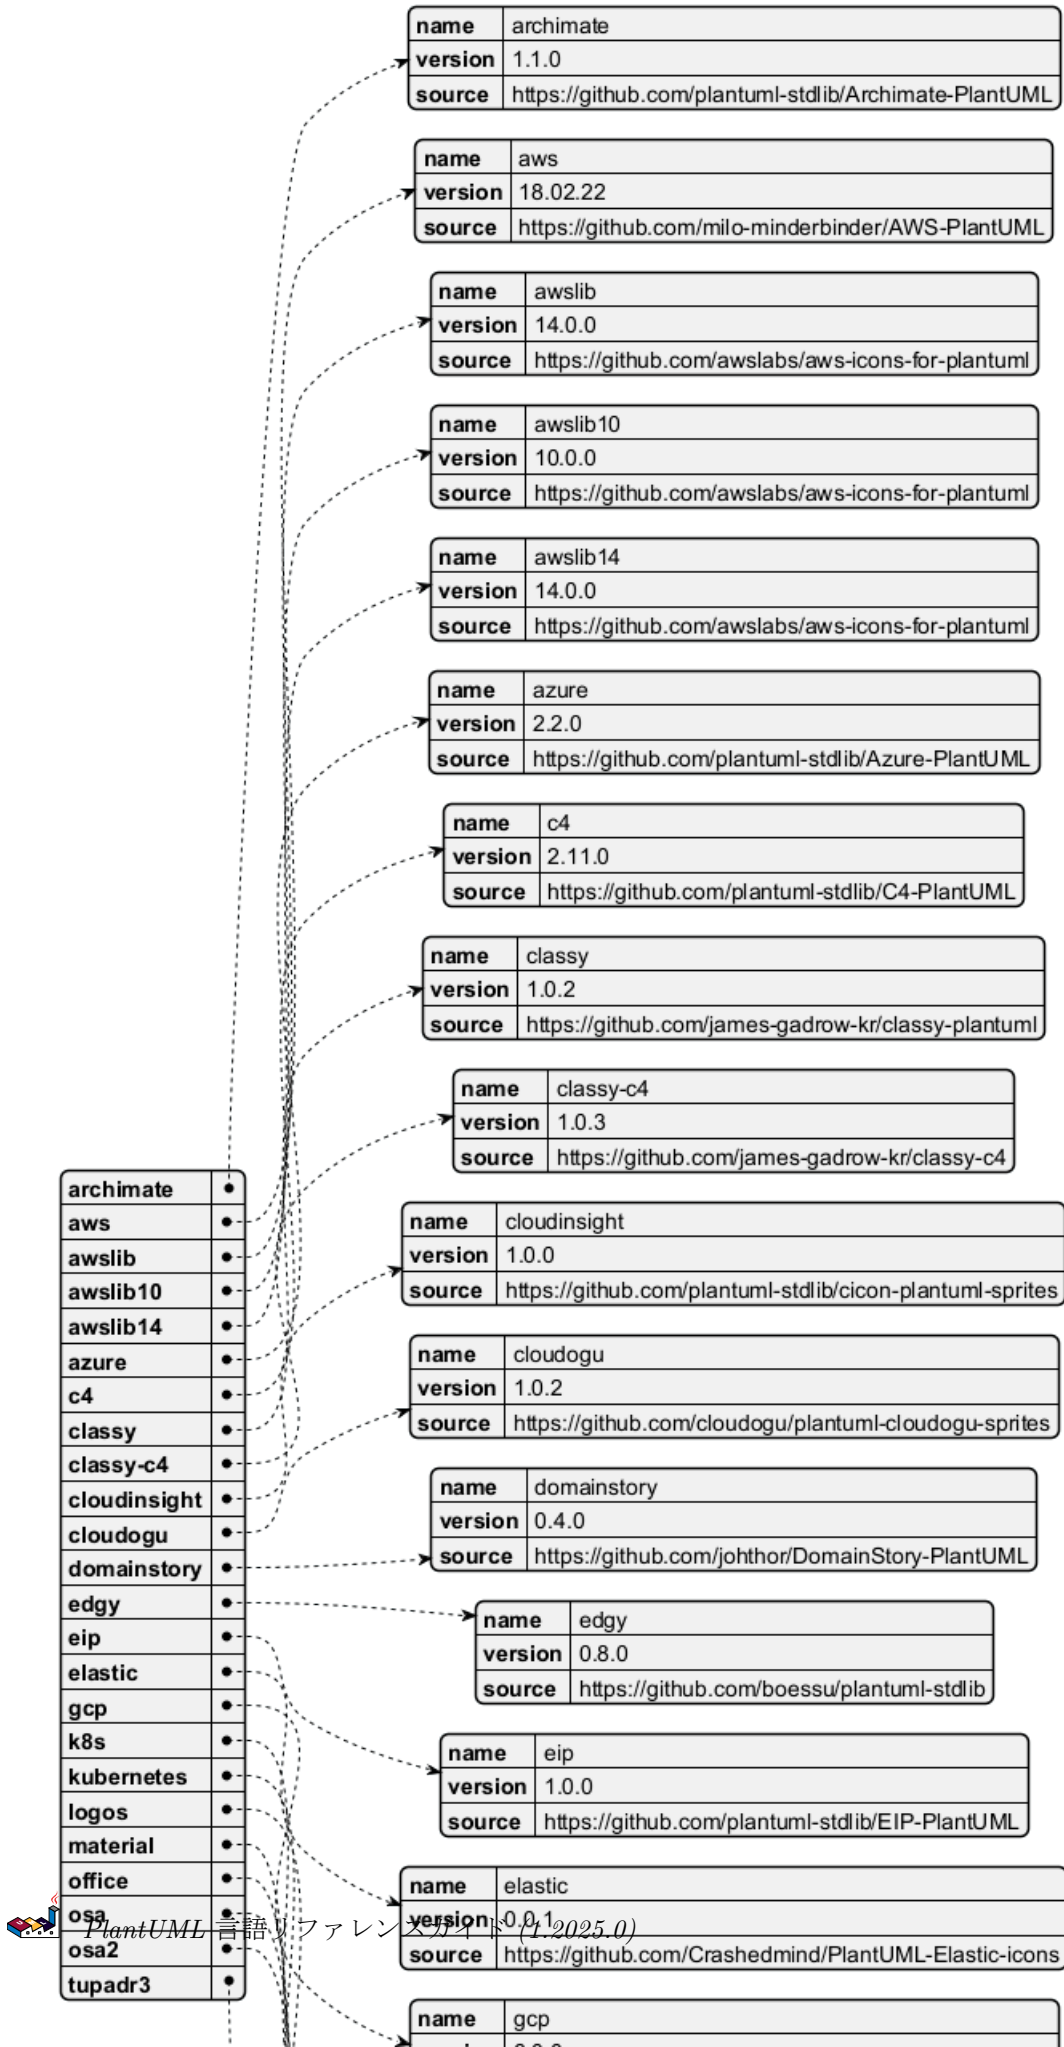 name archimate
version 1.1.0
source https://github.com/plantuml-stdlib/Archimate-PlantUML
name aws
version 18.02.22
source https://github.com/milo-minderbinder/AWS-PlantUML
name awslib
version 14.0.0
source https://github.com/awslabs/aws-icons-for-plantuml
name awslib10
version 10.0.0
source https://github.com/awslabs/aws-icons-for-plantuml
name awslib14
version 14.0.0
source https://github.com/awslabs/aws-icons-for-plantuml
name azure
version 2.2.0
source https://github.com/plantuml-stdlib/Azure-PlantUML
name c4
version 2.11.0
source https://github.com/plantuml-stdlib/C4-PlantUML
name classy
version 1.0.2
source https://github.com/james-gadrow-kr/classy-plantuml
name classy-c4
version 1.0.3
source https://github.com/james-gadrow-kr/classy-c4
name cloudinsight
version 1.0.0
source https://github.com/plantuml-stdlib/cicon-plantuml-sprites
name cloudogu
version 1.0.2
source https://github.com/cloudogu/plantuml-cloudogu-sprites
name domainstory
version 0.4.0
source https://github.com/johthor/DomainStory-PlantUML
name edgy
version 0.8.0
source https://github.com/boessu/plantuml-stdlib
name eip
version 1.0.0
source https://github.com/plantuml-stdlib/EIP-PlantUML
name elastic
version 0.0.1
source https://github.com/Crashedmind/PlantUML-Elastic-icons
name gcp
archimate
aws
awslib
awslib10
awslib14
azure
c4
classy
classy-c4
cloudinsight
cloudogu
domainstory
edgy
eip
elastic
gcp
k8s
kubernetes
logos
material
office
osa
osa2
tupadr3
PlantUML 言語リファレンスガイド (1.2025.0)